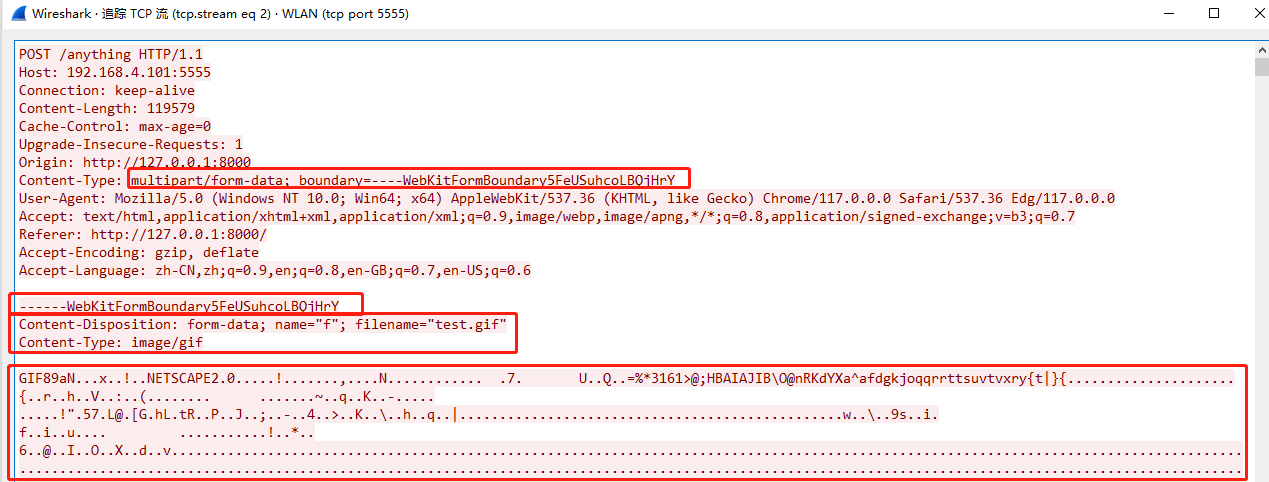 Wireshark · 追踪 TCP 流 (tcp.stream eq 2) · WLAN (tcp port 5555)
POST /anything HTTP/1.1
Host: 192.168.4.101:5555
Connection: keep-alive
Content-Length: 119579
Cache-Control: max-age=0
Upgrade-Insecure-Requests: 1
Origin: http://127.0.0.1:8000
Content-Type: multipart/form-data; boundary=----WebKitFormBoundary5FeUSuhcoLBQjHrY
User-Agent: Mozilla/5.0 (Windows NT 10.0; Win64; x64) AppleWebKit/537.36 (KHTML, like Gecko) Chrome/117.0.0.0 Safari/537.36 Edg/117.0.0.0
Accept: text/html,application/xhtml+xml,application/xml;q=0.9,image/webp,image/apng,*/*;q=0.8,application/signed-exchange;v=b3;q=0.7
Referer: http://127.0.0.1:8000/
Accept-Encoding: gzip, deflate
Accept-Language: zh-CN,zh;q=0.9,en;q=0.8,en-GB;q=0.7,en-US;q=0.6
------WebKitFormBoundary5FeUSuhcoLBQjHrY
Content-Disposition: form-data; name="f"; filename="test.gif"
Content-Type: image/gif
GIF89aN...x..!..NETSCAPE2.0.....!.......,....N............ .7. U..Q..=%*3161>@;HBAIAJIB\O@nRKdYXa^afdgkjoqqrrttsuvtvxry{t|}{.....................
{..r..h..V..:..(........ .......~..q..K..-.....
.....!".57.L@.[G.hL.tR..P..J..;..-..4..>..K..\..h..q..|................................................w..\..9s..i.
f..i..u.... ...........!..*..
6..@..I..O..X..d..v.....